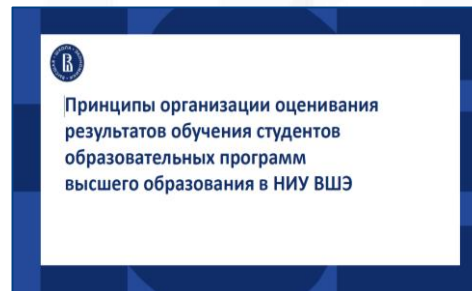 Принципы организации оценивания
результатов обучения студентов
образовательных программ
высшего образования в НИУ ВШЭ